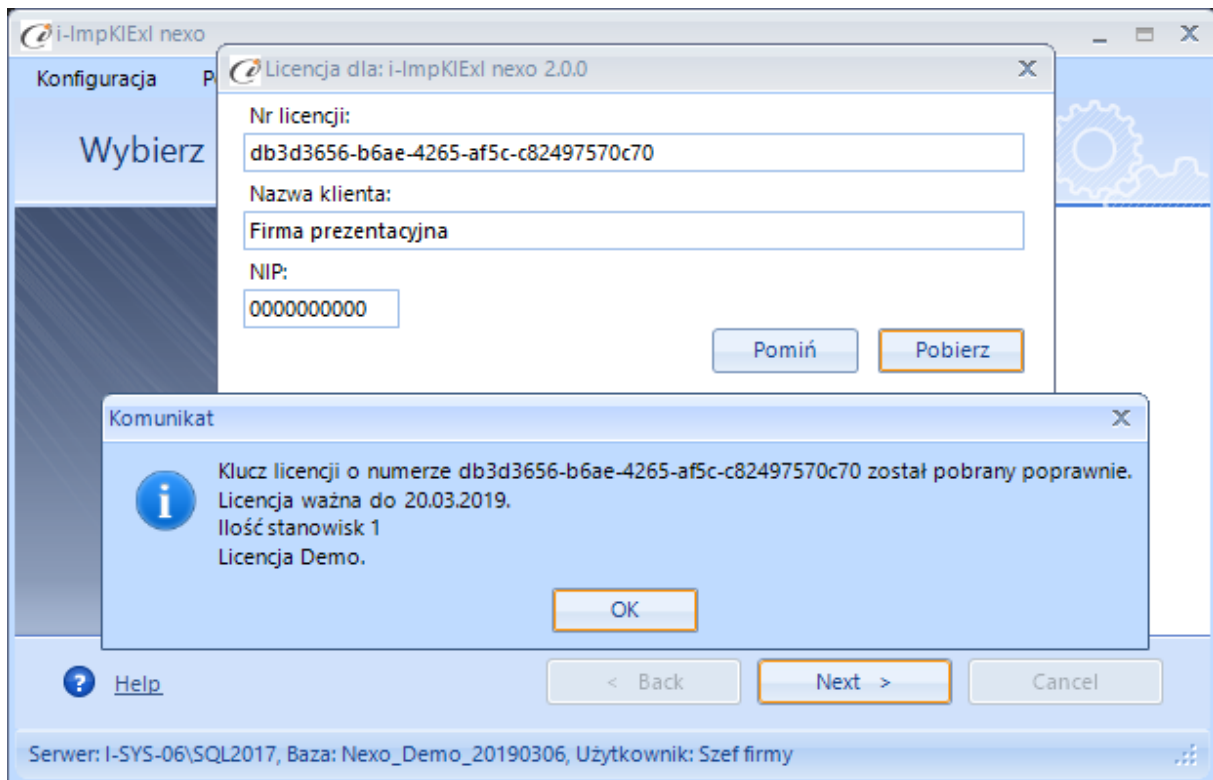 i-ImpKlExl nexo
Konfiguracja
Wybierz
Licencja dla: i-ImpKlExl nexo 2.0.0
Nr licencji:
db3d3656-b6ae-4265-af5c-c82497570c70
Nazwa klienta:
Firma prezentacyjna
NIP:
0000000000
Pomiń Pobierz
Komunikat
Klucz licencji o numerze db3d3656-b6ae-4265-af5c-c82497570c70 został pobrany poprawnie.
Licencja ważna do 20.03.2019.
Ilość stanowisk 1
Licencja Demo.
OK
Help < Back Next > Cancel
Serwer: I-SYS-06\SQL2017, Baza: Nexo_Demo_20190306, Użytkownik: Szef firmy